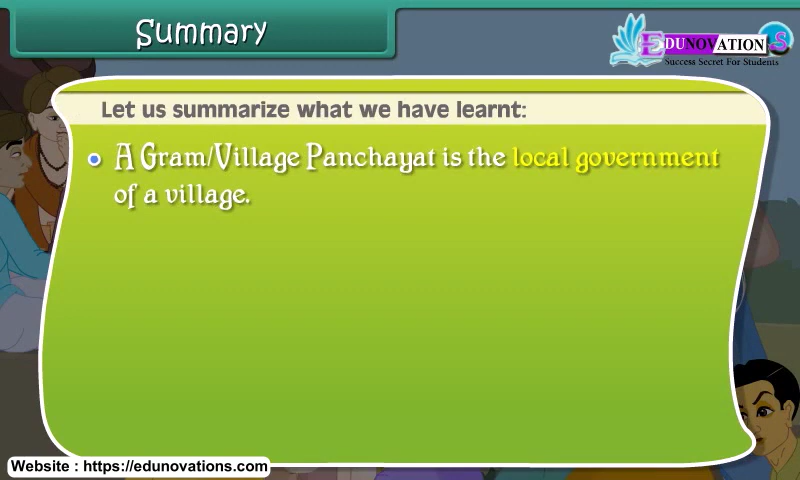 Summary
EDUNOVATIONS
Success Secret For Students
Let us summarize what we have learnt:
A Gram/Village Panchayat is the local government
of a village.
Website : https://edunovations.com